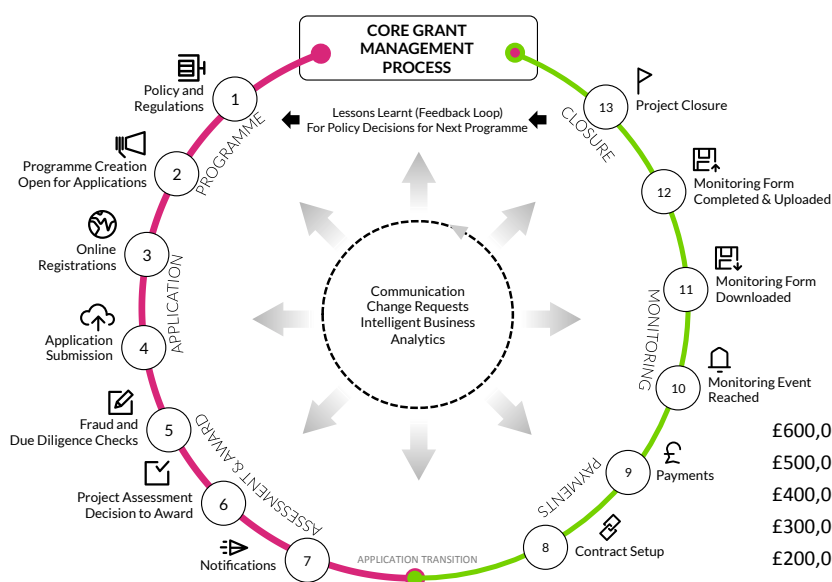 CORE GRANT
MANAGEMENT
PROCESS
Lessons Learnt (Feedback Loop)
For Policy Decisions for Next Programme
PROGRAMME
1
Policy and
Regulations
2
Programme Creation
Open for Applications
APPLICATION
3
Online
Registrations
4
Application
Submission
ASSESSMENT & AWARD
5
Fraud and
Due Diligence Checks
6
Project Assessment
Decision to Award
7
Notifications
APPLICATION TRANSITION
PAYMENTS
8
Contract Setup
9
£
Payments
MONITORING
10
Monitoring Event
Reached
11
Monitoring Form
Downloaded
12
Monitoring Form
Completed & Uploaded
CLOSURE
13
Project Closure
Communication
Change Requests
Intelligent Business
Analytics
£600,0
£500,0
£400,0
£300,0
£200,0